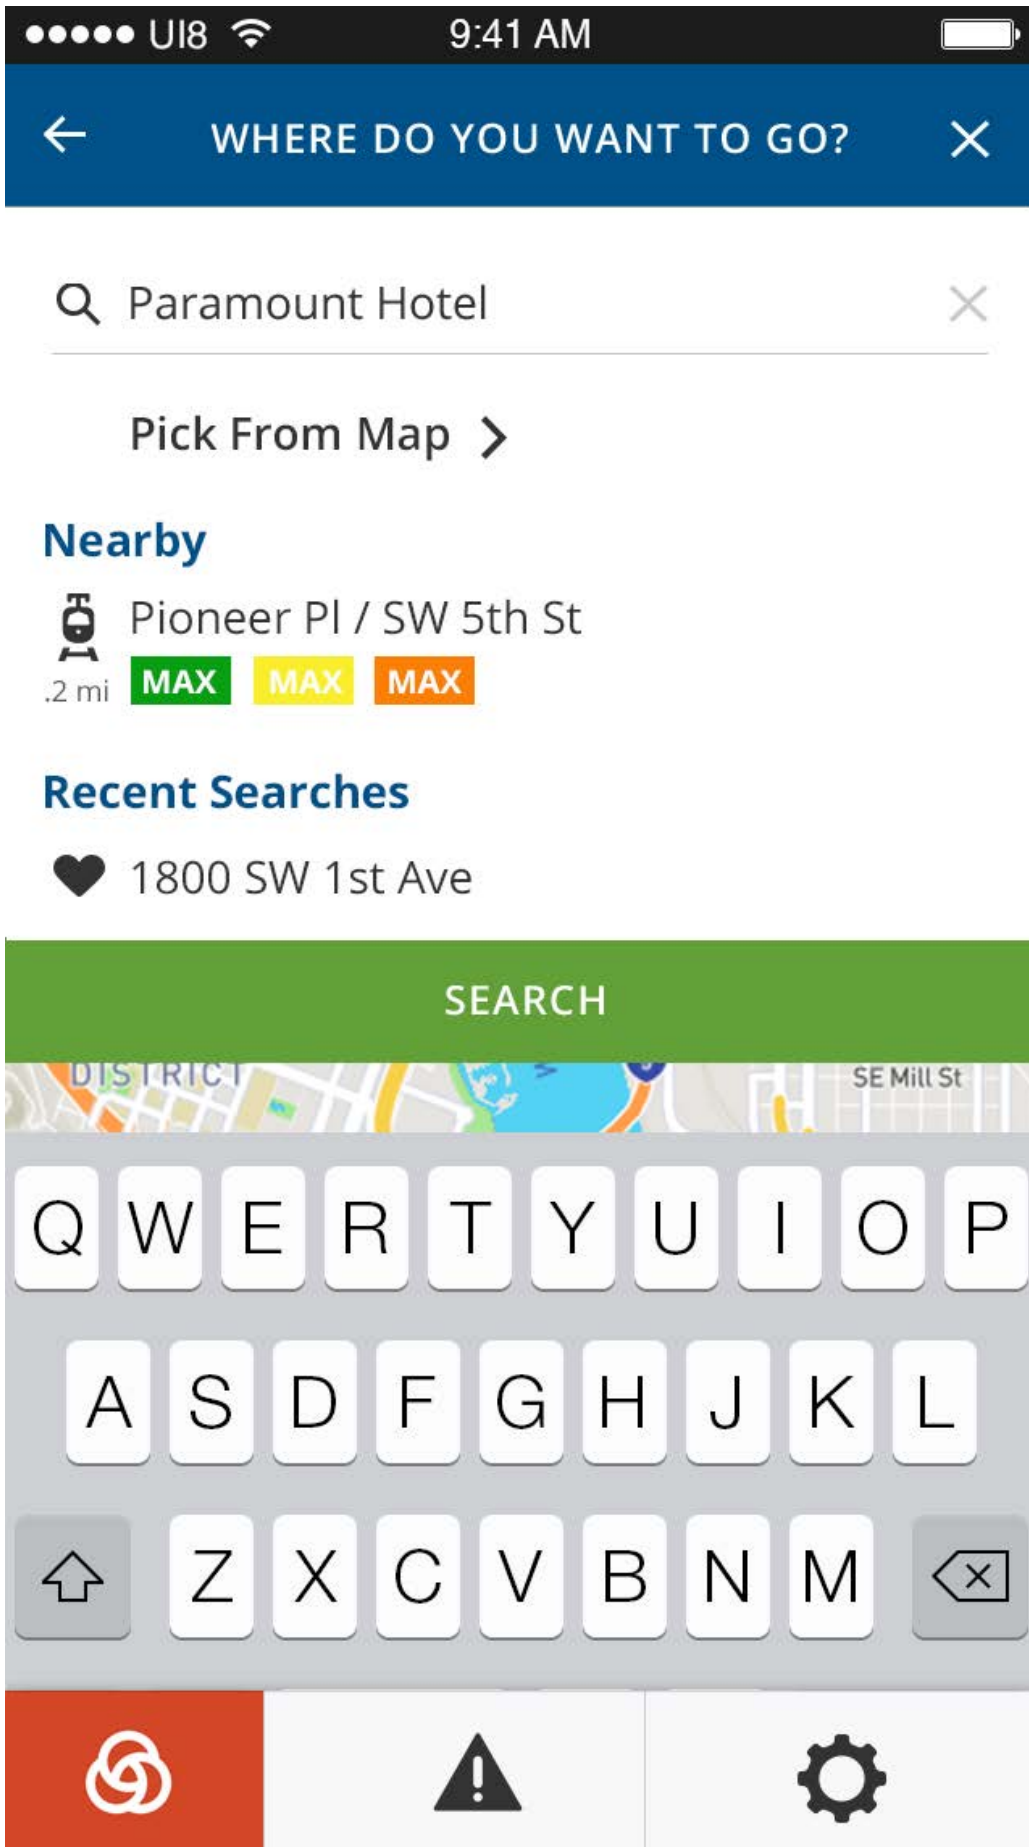 UI8 9:41 AM
WHERE DO YOU WANT TO GO?
Paramount Hotel
Pick From Map
Nearby
Pioneer Pl / SW 5th St
.2 mi MAX MAX MAX
Recent Searches
1800 SW 1st Ave
SEARCH
DISTRICT SE Mill St
Q W E R T Y U I O P
A S D F G H J K L
Z X C V B N M